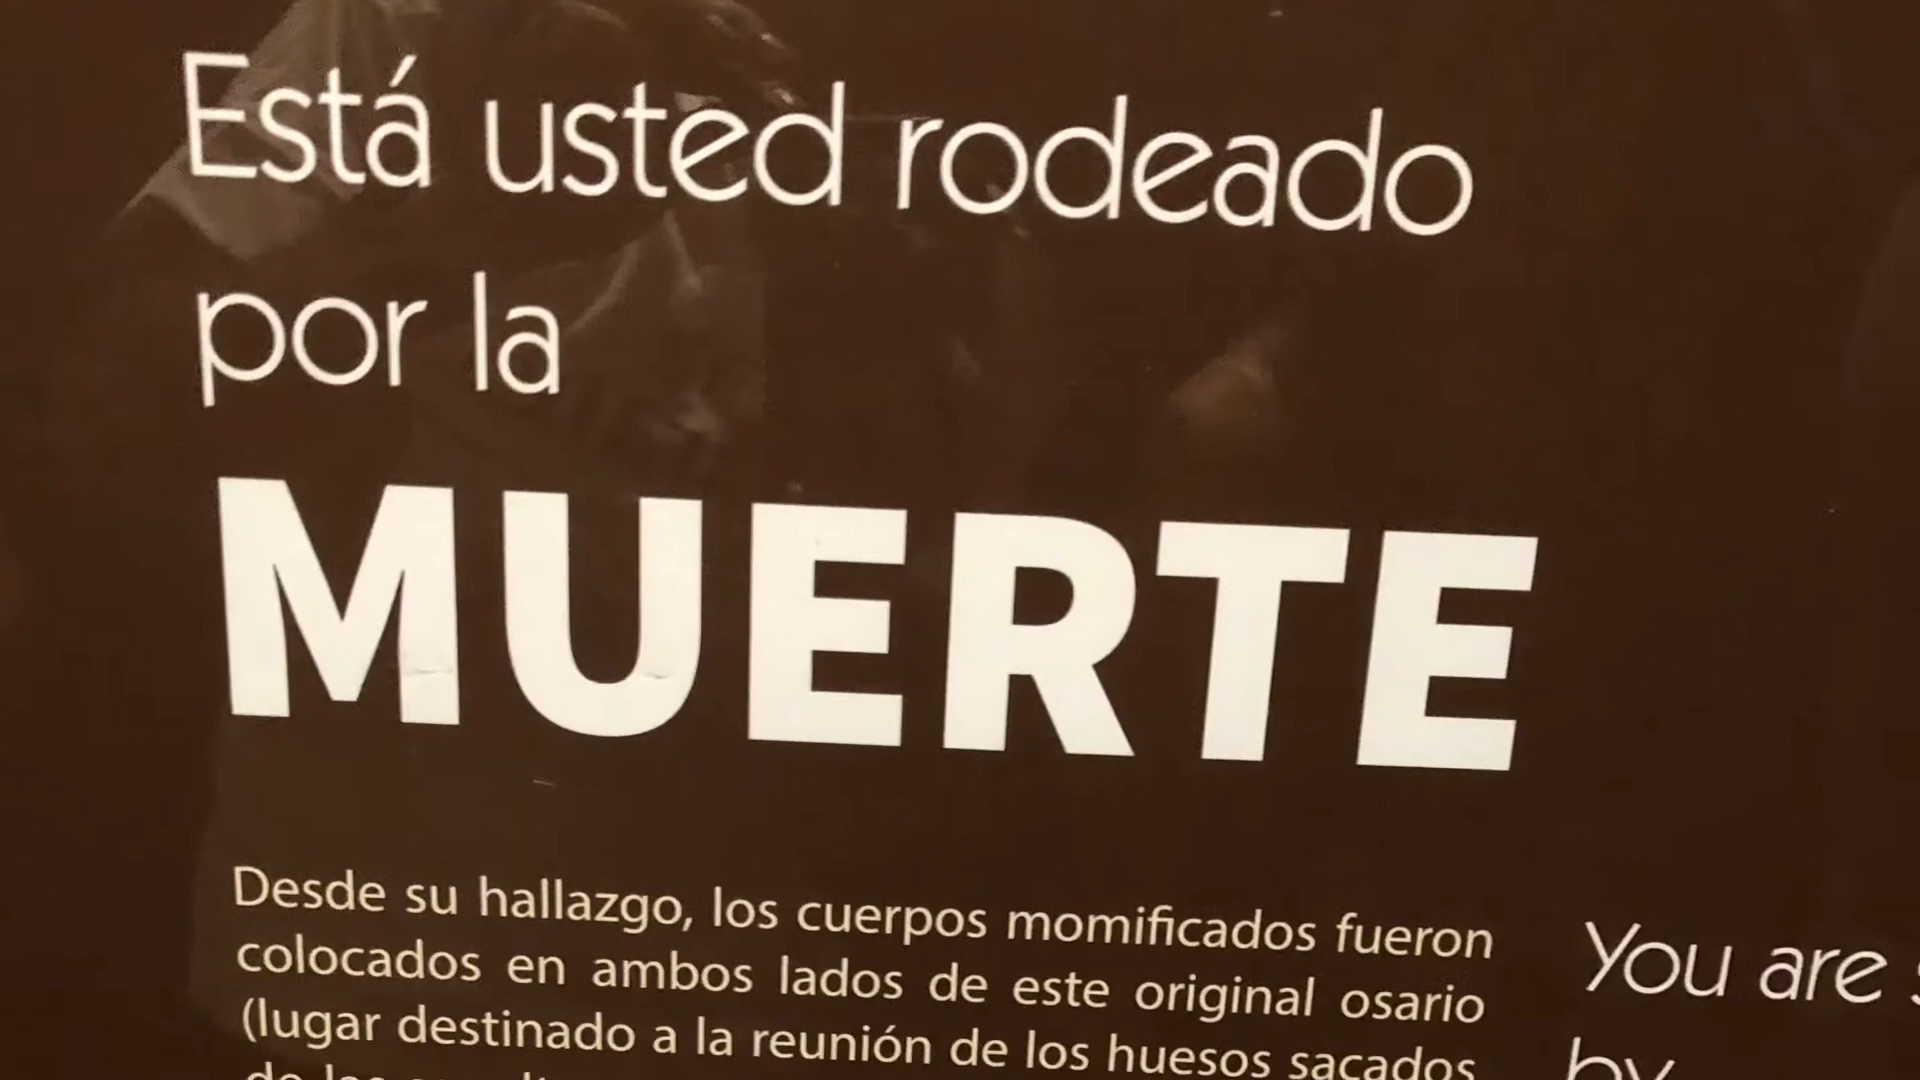 Está usted rodeado
por la
MUERTE
Desde su hallazgo, los cuerpos momificados fueron
colocados en ambos lados de este original osario
(lugar destinado a la reunión de los huesos sacados
You are
by